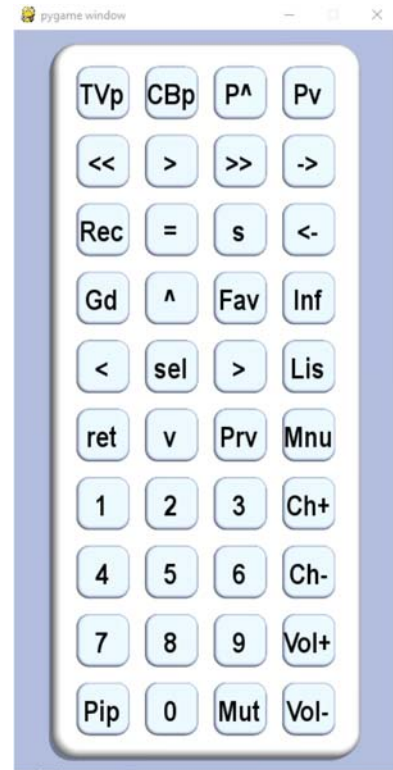 pygame window
TVp CBp P^ Pv
<< > >> ->
Rec = s <-
Gd ^ Fav Inf
< sel > Lis
ret v Prv Mnu
1 2 3 Ch+
4 5 6 Ch-
7 8 9 Vol+
Pip 0 Mut Vol-